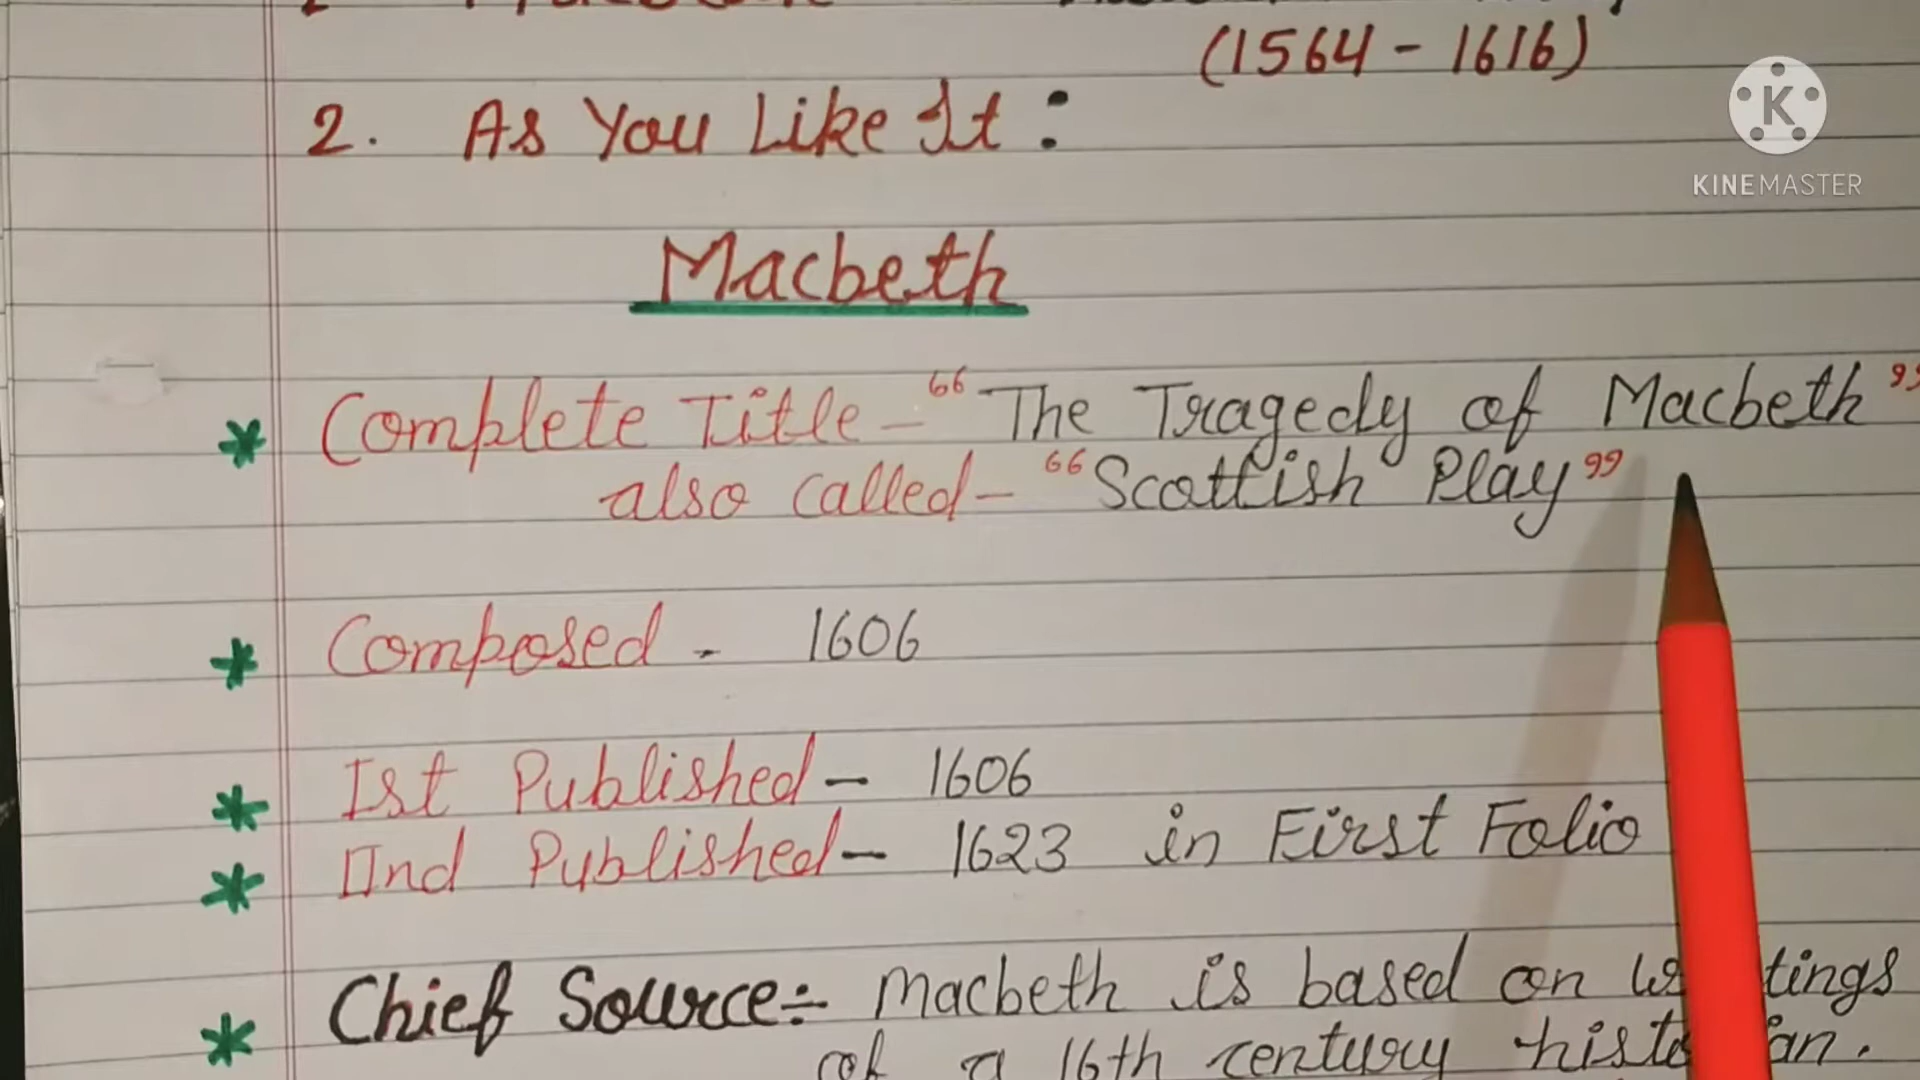 (1564 - 1616)
2. As You Like It :
KINEMASTER
Macbeth
* Complete Title - "The Tragedy of Macbeth"
also called - "Scottish Play"
* Composed - 1606
* Ist Published - 1606
* IInd Published - 1623 in First Folio
* Chief Source:- Macbeth is based on
of a 16th century